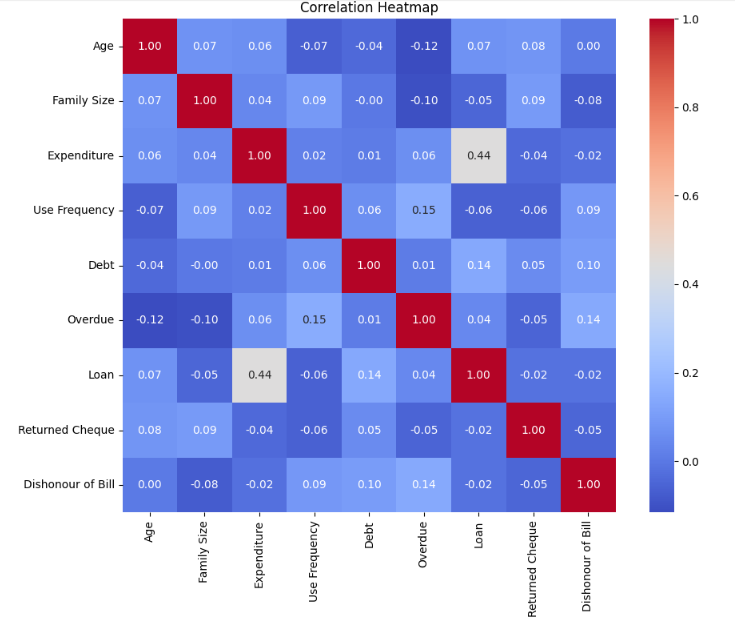 Correlation Heatmap
Age 1.00 0.07 0.06 -0.07 -0.04 -0.12 0.07 0.08 0.00
Family Size 0.07 1.00 0.04 0.09 -0.00 -0.10 -0.05 0.09 -0.08
Expenditure 0.06 0.04 1.00 0.02 0.01 0.06 0.44 -0.04 -0.02
Use Frequency -0.07 0.09 0.02 1.00 0.06 0.15 -0.06 -0.06 0.09
Debt -0.04 -0.00 0.01 0.06 1.00 0.01 0.14 0.05 0.10
Overdue -0.12 -0.10 0.06 0.15 0.01 1.00 0.04 -0.05 0.14
Loan 0.07 -0.05 0.44 -0.06 0.14 0.04 1.00 -0.02 -0.02
Returned Cheque 0.08 0.09 -0.04 -0.06 0.05 -0.05 -0.02 1.00 -0.05
Dishonour of Bill 0.00 -0.08 -0.02 0.09 0.10 0.14 -0.02 -0.05 1.00
Age
Family Size
Expenditure
Use Frequency
Debt
Overdue
Loan
Returned Cheque
Dishonour of Bill
1.0
0.8
0.6
0.4
0.2
0.0